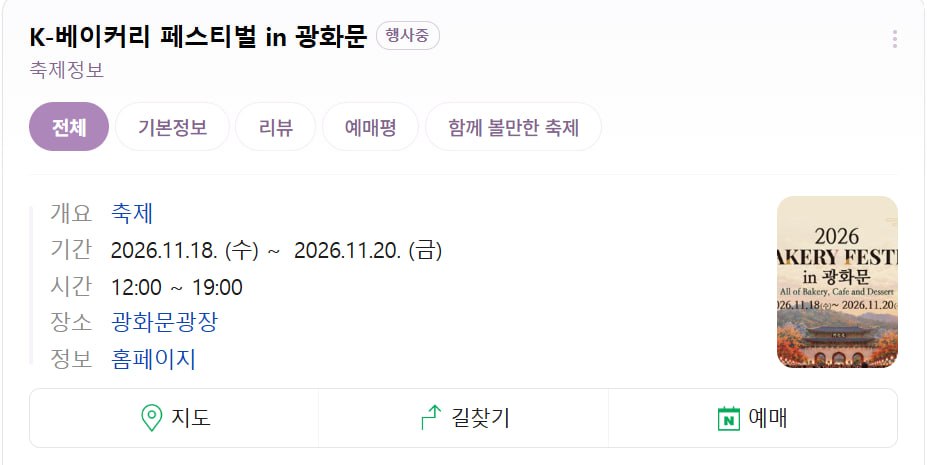 K-베이커리 페스티벌 in 광화문 행사중
축제정보
전체 기본정보 리뷰 예매평 함께 볼만한 축제
개요 축제
기간 2026.11.18. (수) ~ 2026.11.20. (금)
시간 12:00 ~ 19:00
장소 광화문광장
정보 홈페이지
2026
AKERY FESTI
in 광화문
All of Bakery, Cafe and Dessert
026.11.18(수)~ 2026.11.20(
지도 길찾기 N 예매